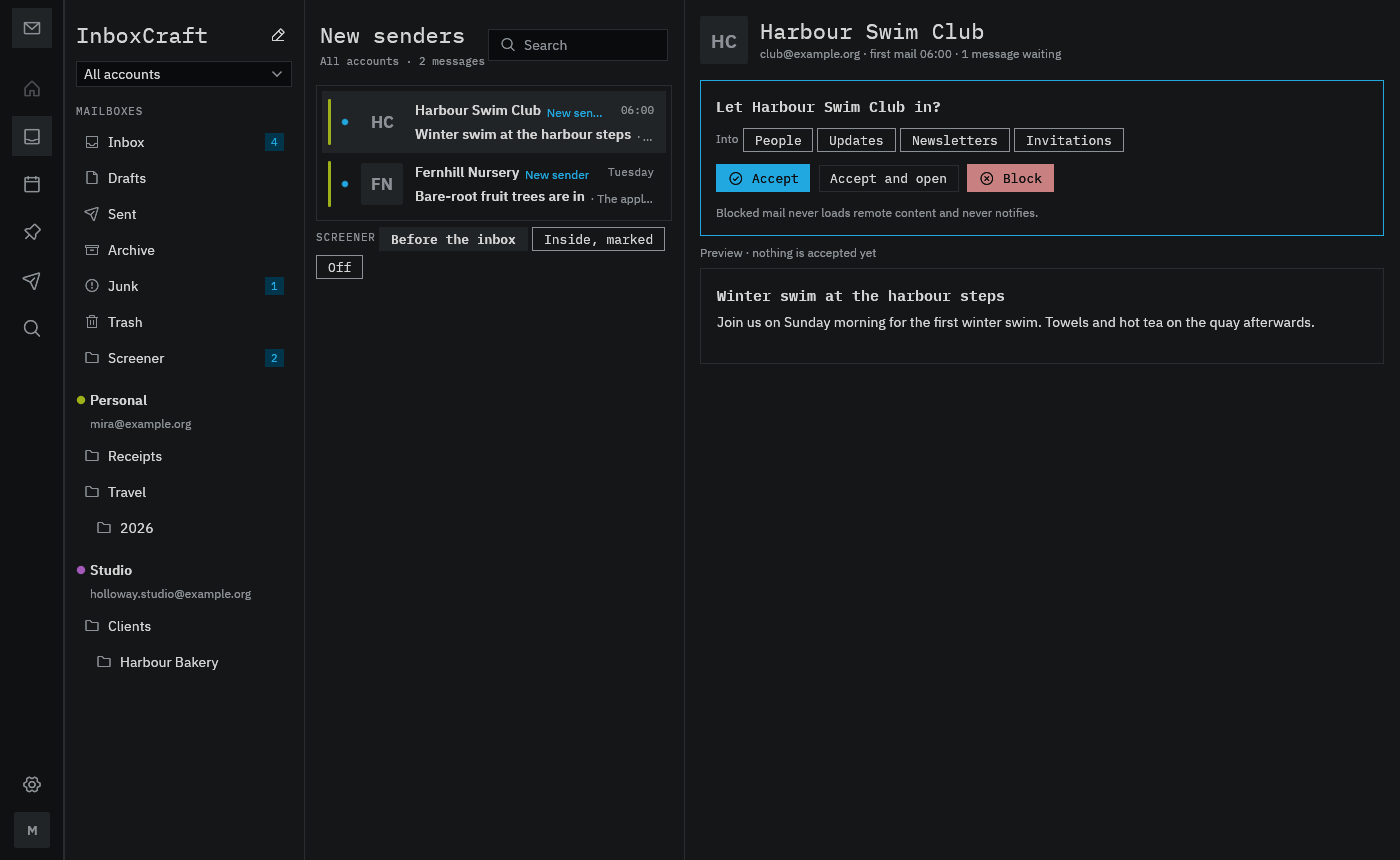 InboxCraft
All accounts
MAILBOXES
Inbox 4
Drafts
Sent
Archive
Junk 1
Trash
Screener 2
Personal
mira@example.org
Receipts
Travel
2026
Studio
holloway.studio@example.org
Clients
Harbour Bakery
M
New senders
All accounts · 2 messages
Search
HC
Harbour Swim Club New sen... 06:00
Winter swim at the harbour steps · ...
FN
Fernhill Nursery New sender Tuesday
Bare-root fruit trees are in · The appl...
SCREENER Before the inbox Inside, marked
Off
HC
Harbour Swim Club
club@example.org · first mail 06:00 · 1 message waiting
Let Harbour Swim Club in?
Into People Updates Newsletters Invitations
Accept Accept and open Block
Blocked mail never loads remote content and never notifies.
Preview · nothing is accepted yet
Winter swim at the harbour steps
Join us on Sunday morning for the first winter swim. Towels and hot tea on the quay afterwards.